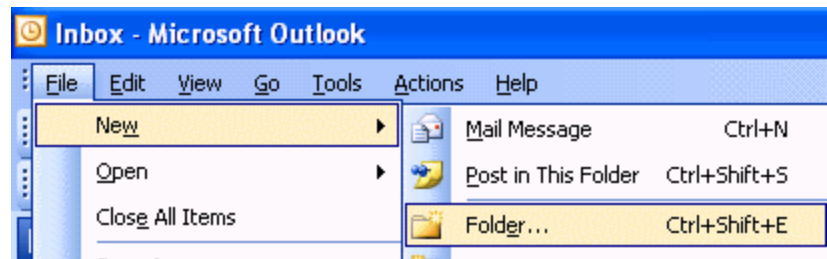 Inbox - Microsoft Outlook
File Edit View Go Tools Actions Help
New Mail Message Ctrl+N
Open Post in This Folder Ctrl+Shift+S
Close All Items Folder... Ctrl+Shift+E